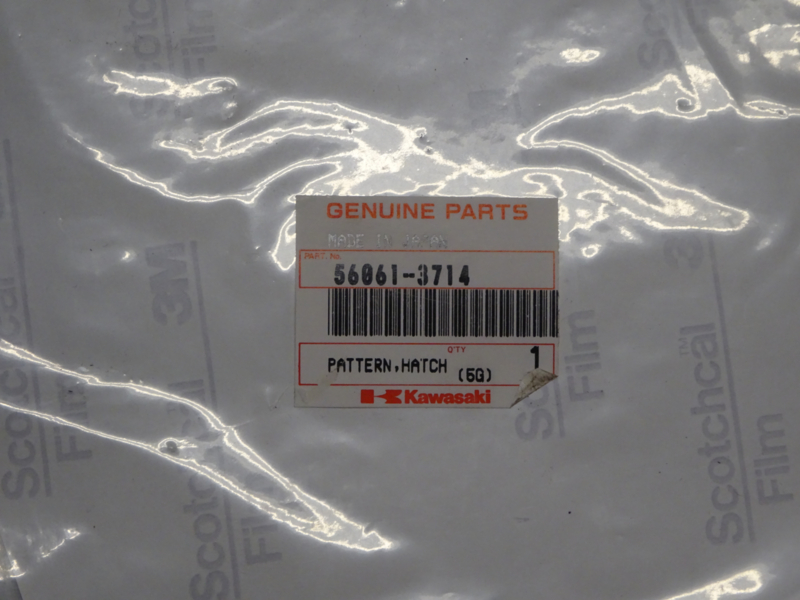 GENUINE PARTS
MADE IN JAPAN
PART. No.
56061-3714
Q'TY
PATTERN,HATCH (5G) 1
Kawasaki
3M
Scotchcal™
Film
Scotchcal
Film
Scotchcal
Film